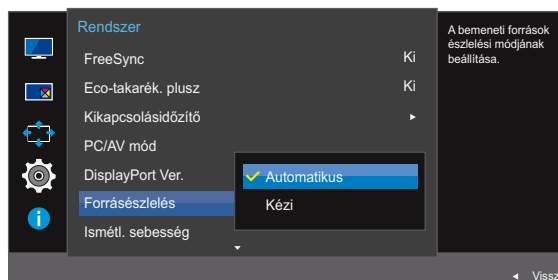 Rendszer
A bemeneti források
észlelési módjának
beállítása.
FreeSync Ki
Eco-takarék. plusz Ki
Kikapcsolásidőzítő
PC/AV mód
DisplayPort Ver.
Automatikus
Forrásészlelés
Kézi
Ismétl. sebesség